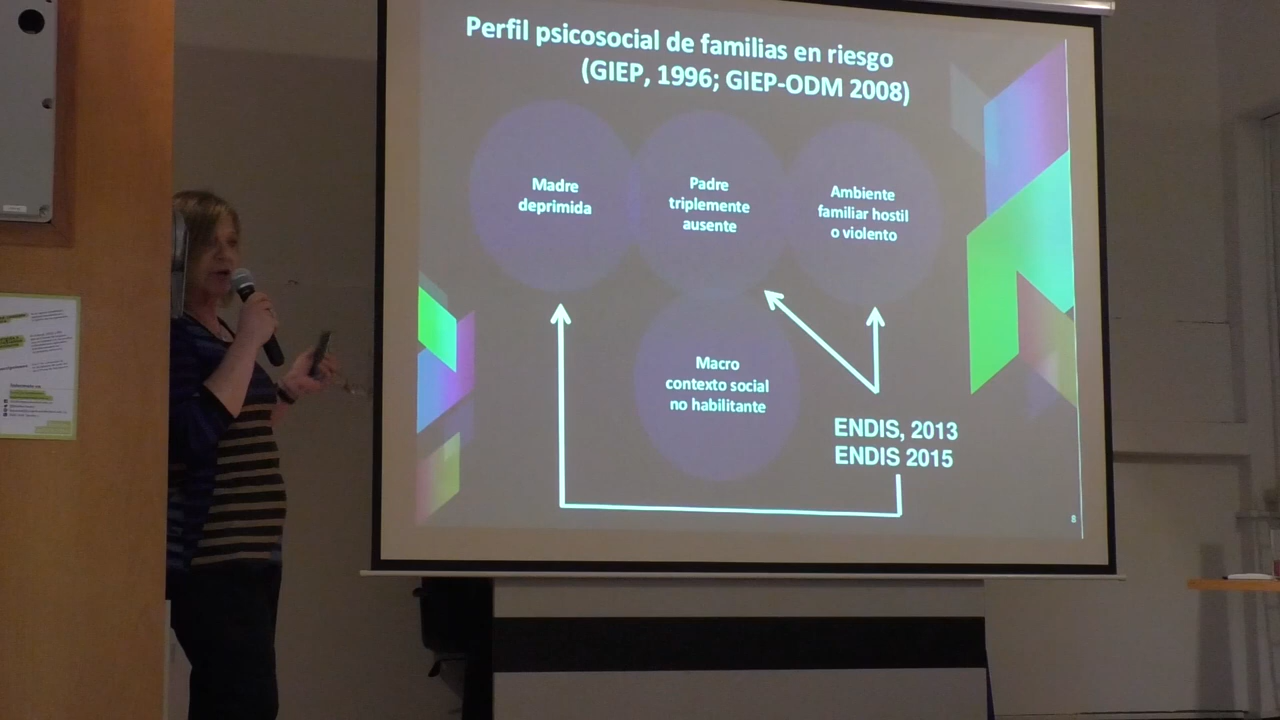 Perfil psicosocial de familias en riesgo
(GIEP, 1996; GIEP-ODM 2008)
Madre
deprimida
Padre
triplemente
ausente
Ambiente
familiar hostil
o violento
Macro
contexto social
no habilitante
ENDIS, 2013
ENDIS 2015
8